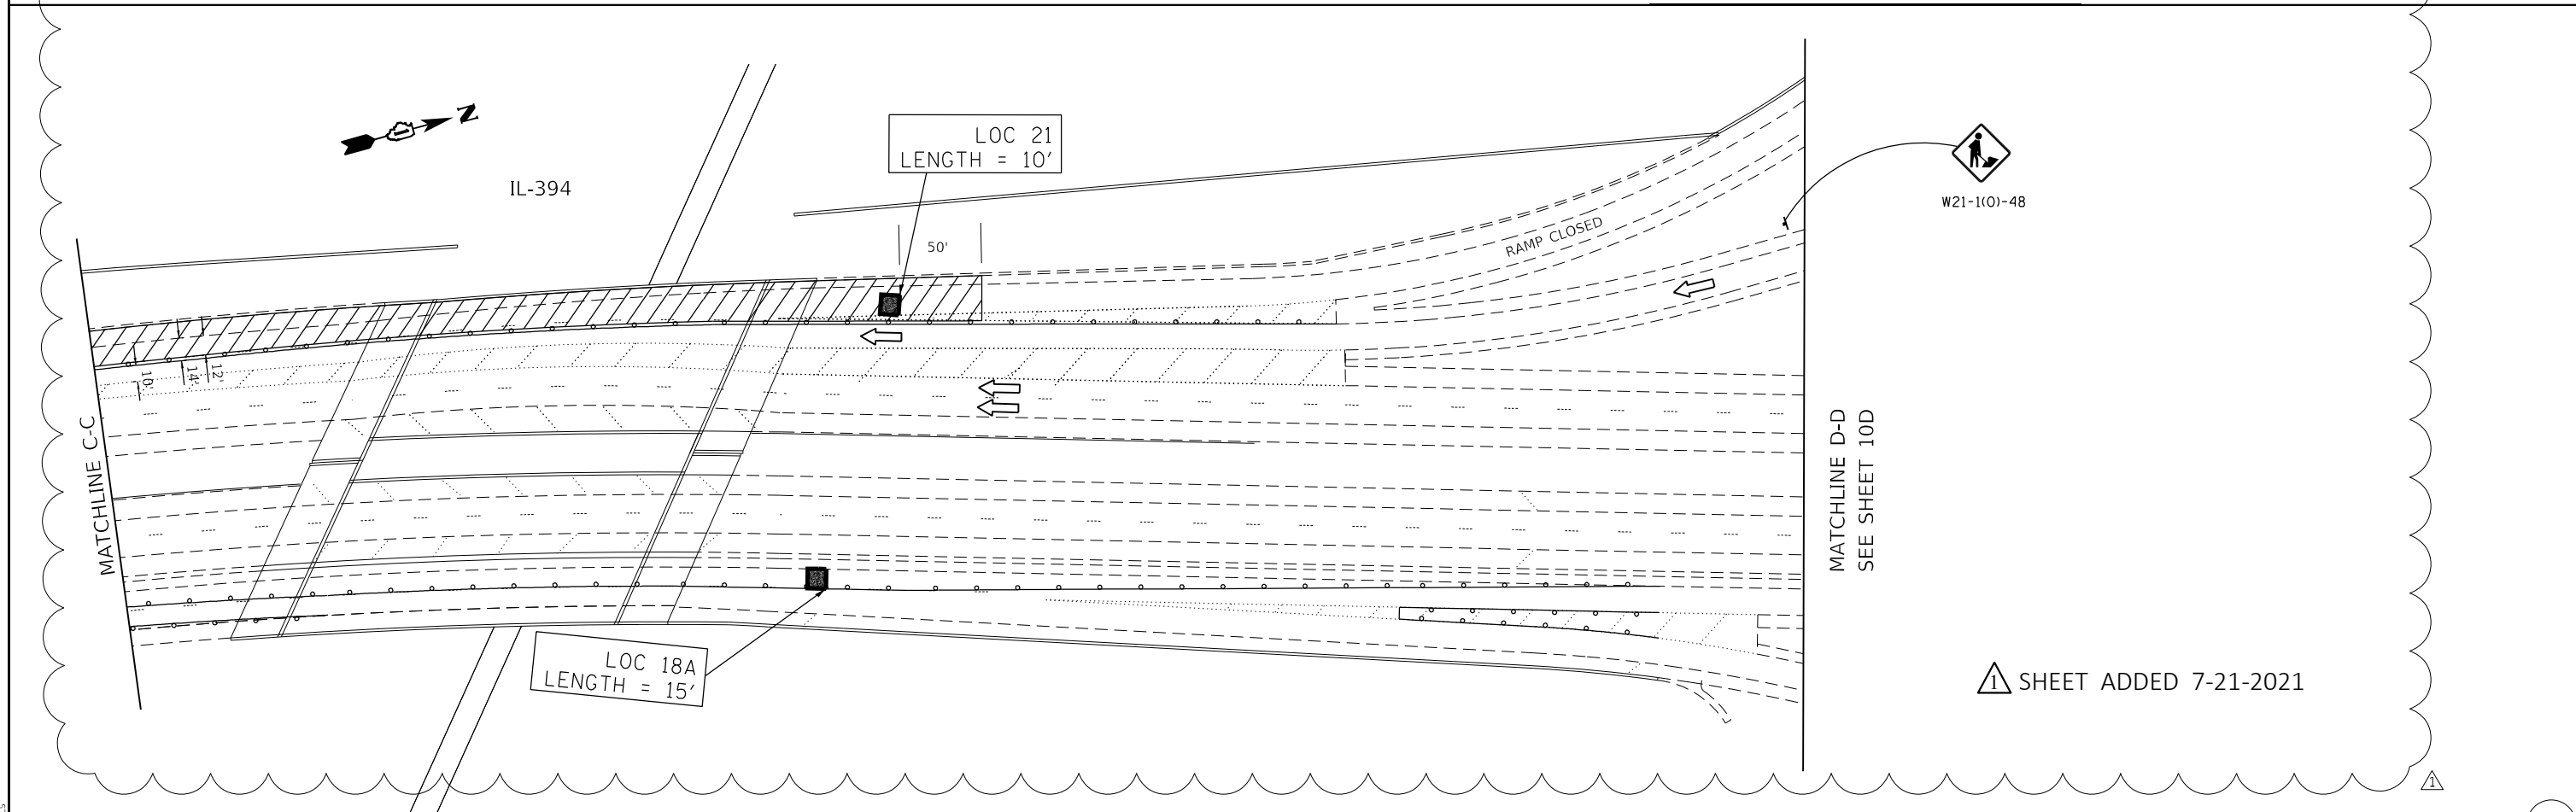 N
IL-394
LOC 21
LENGTH = 10'
50'
RAMP CLOSED
W21-1(O)-48
10'
14'
12'
MATCHLINE C-C
MATCHLINE D-D
SEE SHEET 10D
LOC 18A
LENGTH = 15'
1 SHEET ADDED 7-21-2021
1